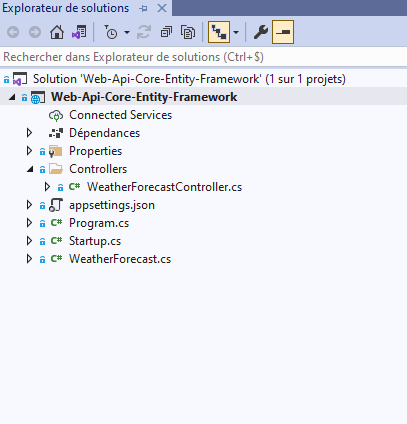 Explorateur de solutions
Rechercher dans Explorateur de solutions (Ctrl+$)
Solution 'Web-Api-Core-Entity-Framework' (1 sur 1 projets)
Web-Api-Core-Entity-Framework
Connected Services
Dépendances
Properties
Controllers
C# WeatherForecastController.cs
appsettings.json
C# Program.cs
C# Startup.cs
C# WeatherForecast.cs